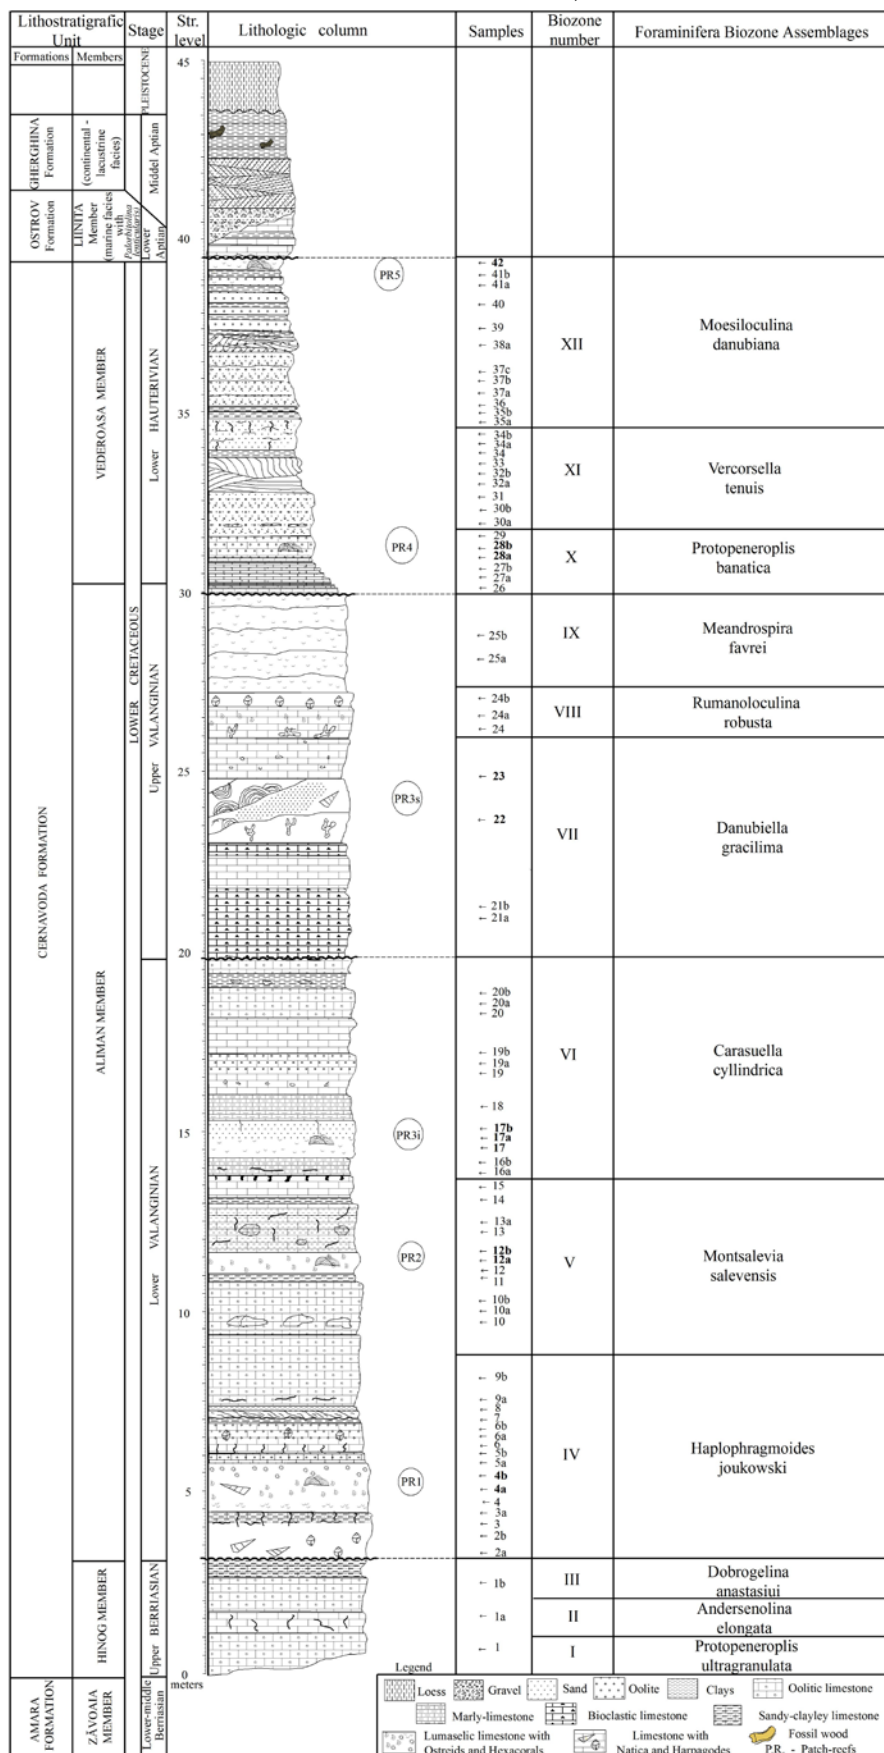 Lithostratigrafic
Unit
Stage
Str.
level
Lithologic column
Samples
Biozone
number
Foraminifera Biozone Assemblages
Formations
Members
45
PLEISTOCENE
GHERGHINA
Formation
(continental -
lacustrine
facies)
Middel Aptian
OSTROV
Formation
LIINITA
Member
(marine facies
with
Palorbitolina
lenticularis)
Lower
Aptian
40
PR5
42
41b
41a
40
39
38a
37c
37b
37a
36
35b
35a
XII
Moesiloculina
danubiana
VEDEROASA MEMBER
Lower HAUTERIVIAN
35
34b
34a
34
33
32b
32a
31
30b
30a
XI
Vercorsella
tenuis
PR4
29
28b
28a
27b
27a
26
X
Protopeneroplis
banatica
30
LOWER CRETACEOUS
25b
25a
IX
Meandrospira
favrei
24b
24a
24
VIII
Rumanoloculina
robusta
Upper VALANGINIAN
25
PR3s
23
22
21b
21a
VII
Danubiella
gracilima
CERNAVODA FORMATION
20
ALIMAN MEMBER
20b
20a
20
19b
19a
19
18
17b
17a
17
16b
16a
VI
Carasuella
cyllindrica
15
PR3i
Lower VALANGINIAN
15
14
13a
13
12b
12a
12
11
10b
10a
10
V
Montsalevia
salevensis
PR2
10
9b
9a
8
7
6b
6a
6
5b
5a
4b
4a
4
3a
3
2b
2a
IV
Haplophragmoides
joukowski
PR1
5
HINOG MEMBER
Upper BERRIASIAN
1b
III
Dobrogelina
anastasiui
1a
II
Andersenolina
elongata
1
I
Protopeneroplis
ultragranulata
0
meters
AMARA
FORMATION
ZĂVOAIA
MEMBER
Lower-middle
Berriasian
Legend
Loess
Gravel
Sand
Oolite
Clays
Oolitic limestone
Marly-limestone
Bioclastic limestone
Sandy-clayley limestone
Lumaselic limestone with
Ostreids and Hexacorals
Limestone with
Natica and Harpagodes
Fossil wood
P.R. - Patch-reefs